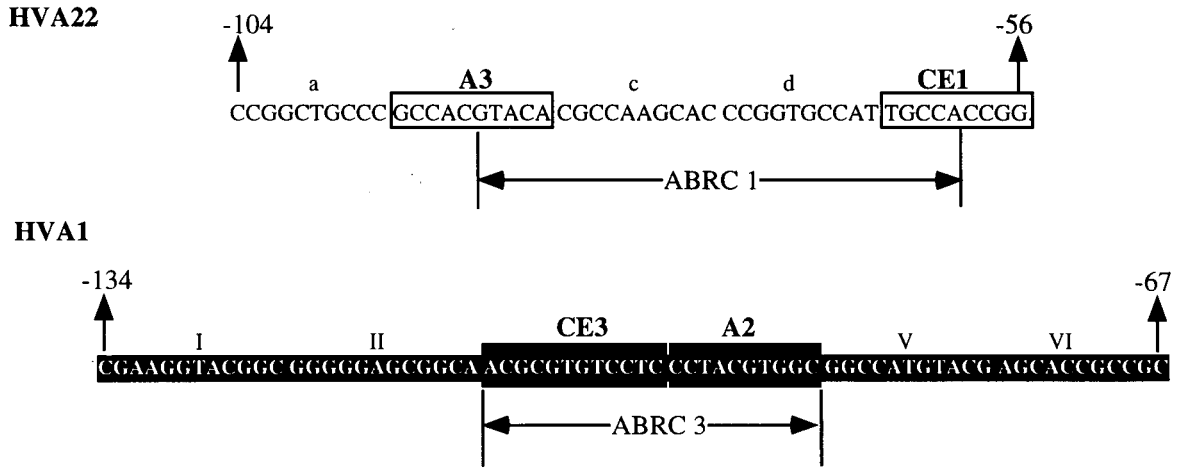 HVA22
-104 -56
a A3 c d CE1
CCGGCTGCCC GCCACGTACA CGCCAAGCAC CCGGTGCCAT TGCCACCGG
ABRC 1
HVA1
-134 -67
I II CE3 A2 V VI
CGAAGGTACGGC GGGGGAGCGGCA ACGCGTGTCCTC CCTACGTGGC GGCCATGTACG AGCACCGCCGC
ABRC 3